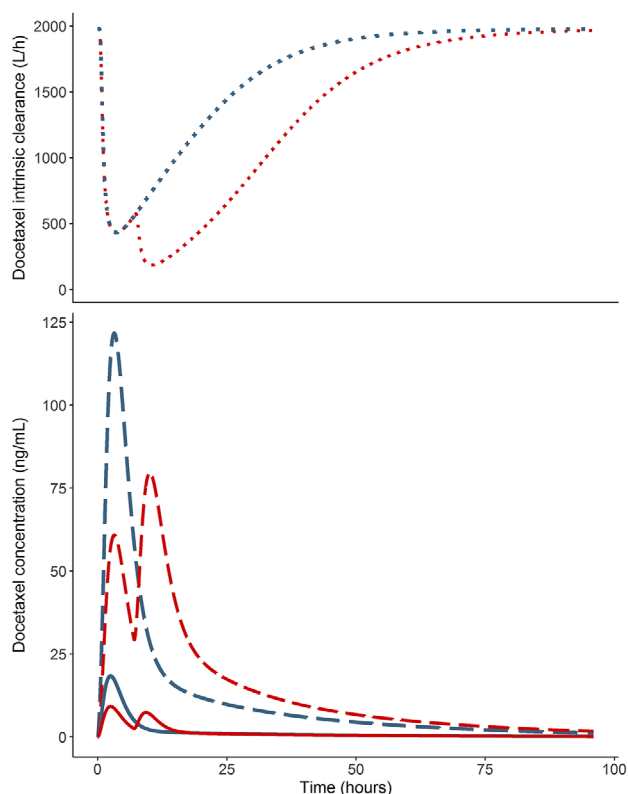 Docetaxel intrinsic clearance (L/h)
2000
1500
1000
500
0
Docetaxel concentration (ng/mL)
125
100
75
50
25
0
0 25 50 75 100
Time (hours)